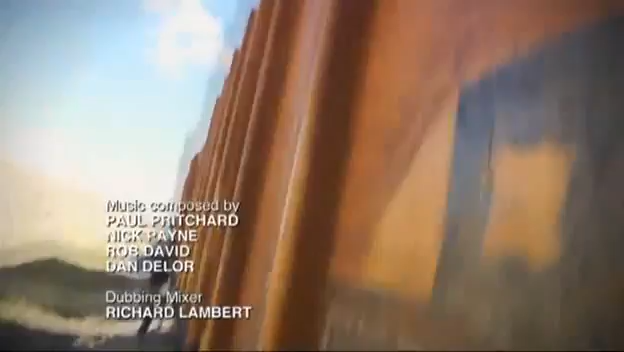 Music composed by
PAUL PRITCHARD
NICK PAYNE
ROB DAVID
DAN DELOR
Dubbing Mixer
RICHARD LAMBERT